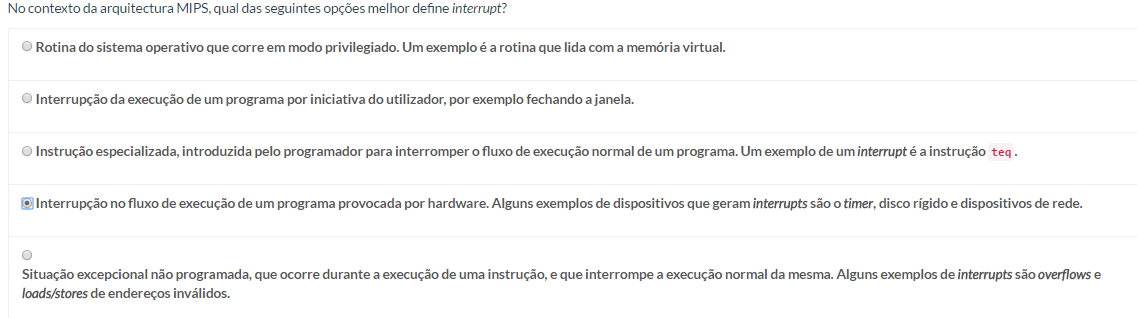 No contexto da arquitectura MIPS, qual das seguintes opções melhor define interrupt?
Rotina do sistema operativo que corre em modo privilegiado. Um exemplo é a rotina que lida com a memória virtual.
Interrupção da execução de um programa por iniciativa do utilizador, por exemplo fechando a janela.
Instrução especializada, introduzida pelo programador para interromper o fluxo de execução normal de um programa. Um exemplo de um interrupt é a instrução teq.
Interrupção no fluxo de execução de um programa provocada por hardware. Alguns exemplos de dispositivos que geram interrupts são o timer, disco rígido e dispositivos de rede.
Situação excepcional não programada, que ocorre durante a execução de uma instrução, e que interrompe a execução normal da mesma. Alguns exemplos de interrupts são overflows e
loads/stores de endereços inválidos.